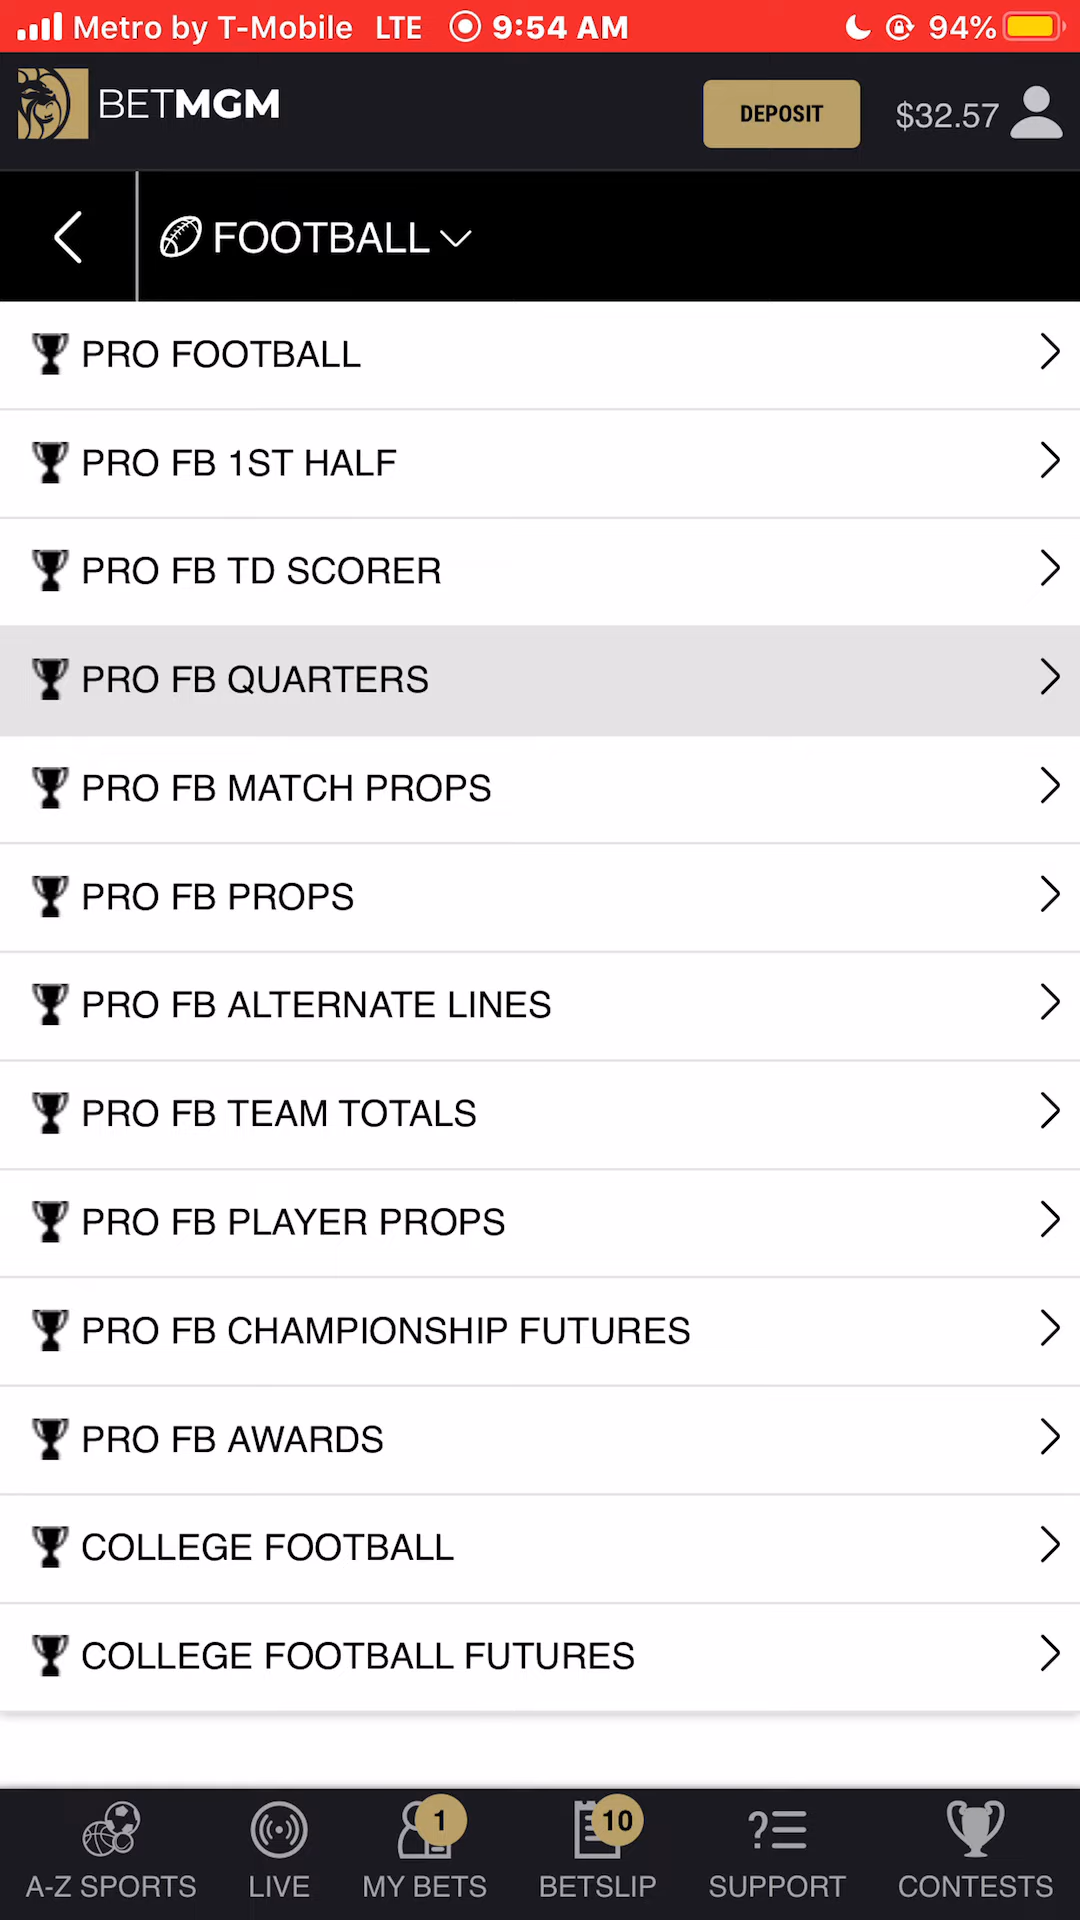 Metro by T-Mobile LTE 9:54 AM 94%
BETMGM DEPOSIT $32.57
FOOTBALL
PRO FOOTBALL
PRO FB 1ST HALF
PRO FB TD SCORER
PRO FB QUARTERS
PRO FB MATCH PROPS
PRO FB PROPS
PRO FB ALTERNATE LINES
PRO FB TEAM TOTALS
PRO FB PLAYER PROPS
PRO FB CHAMPIONSHIP FUTURES
PRO FB AWARDS
COLLEGE FOOTBALL
COLLEGE FOOTBALL FUTURES
1 10
A-Z SPORTS LIVE MY BETS BETSLIP SUPPORT CONTESTS